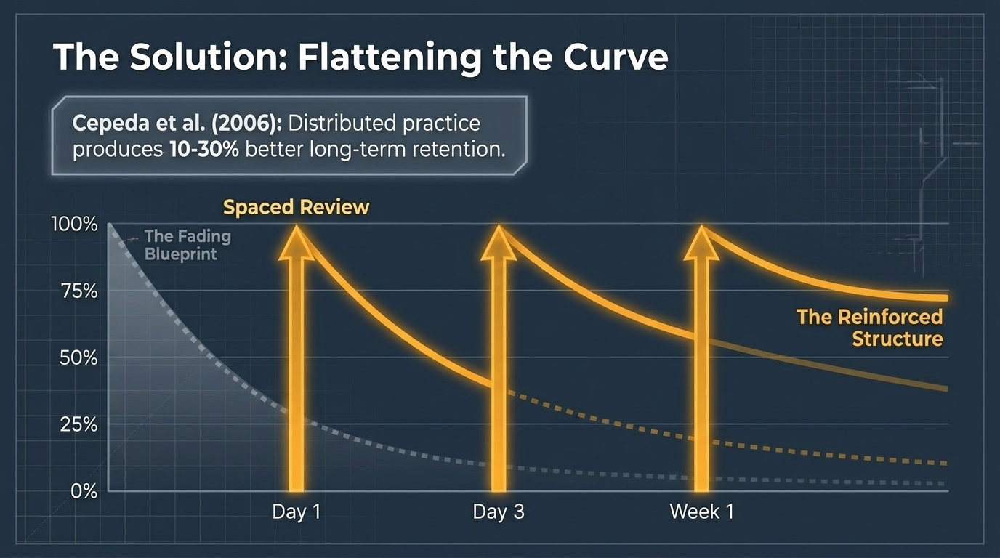 The Solution: Flattening the Curve
Cepeda et al. (2006): Distributed practice
produces 10-30% better long-term retention.
Spaced Review
100%
The Fading
Blueprint
75%
The Reinforced
Structure
50%
25%
0%
Day 1
Day 3
Week 1